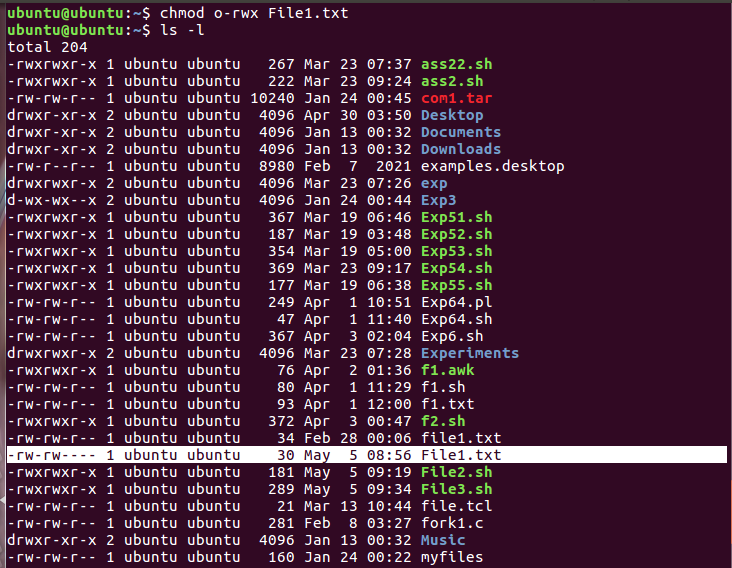 ubuntu@ubuntu:~$ chmod o-rwx File1.txt
ubuntu@ubuntu:~$ ls -l
total 204
-rwxrwxr-x 1 ubuntu ubuntu   267 Mar 23 07:37 ass22.sh
-rwxrwxr-x 1 ubuntu ubuntu   222 Mar 23 09:24 ass2.sh
-rw-rw-r-- 1 ubuntu ubuntu 10240 Jan 24 00:45 com1.tar
drwxr-xr-x 2 ubuntu ubuntu  4096 Apr 30 03:50 Desktop
drwxr-xr-x 2 ubuntu ubuntu  4096 Jan 13 00:32 Documents
drwxr-xr-x 2 ubuntu ubuntu  4096 Jan 13 00:32 Downloads
-rw-r--r-- 1 ubuntu ubuntu  8980 Feb  7  2021 examples.desktop
drwxrwxr-x 2 ubuntu ubuntu  4096 Mar 23 07:26 exp
d-wx-wx--x 2 ubuntu ubuntu  4096 Jan 24 00:44 Exp3
-rwxrwxr-x 1 ubuntu ubuntu   367 Mar 19 06:46 Exp51.sh
-rwxrwxr-x 1 ubuntu ubuntu   187 Mar 19 03:48 Exp52.sh
-rwxrwxr-x 1 ubuntu ubuntu   354 Mar 19 05:00 Exp53.sh
-rwxrwxr-x 1 ubuntu ubuntu   369 Mar 23 09:17 Exp54.sh
-rwxrwxr-x 1 ubuntu ubuntu   177 Mar 19 06:38 Exp55.sh
-rw-rw-r-- 1 ubuntu ubuntu   249 Apr  1 10:51 Exp64.pl
-rw-rw-r-- 1 ubuntu ubuntu    47 Apr  1 11:40 Exp64.sh
-rw-rw-r-- 1 ubuntu ubuntu   367 Apr  3 02:04 Exp6.sh
drwxrwxr-x 2 ubuntu ubuntu  4096 Mar 23 07:28 Experiments
-rwxrwxr-x 1 ubuntu ubuntu    76 Apr  2 01:36 f1.awk
-rw-rw-r-- 1 ubuntu ubuntu    80 Apr  1 11:29 f1.sh
-rw-rw-r-- 1 ubuntu ubuntu    93 Apr  1 12:00 f1.txt
-rwxrwxr-x 1 ubuntu ubuntu   372 Apr  3 00:47 f2.sh
-rw-rw-r-- 1 ubuntu ubuntu    34 Feb 28 00:06 file1.txt
-rw-rw---- 1 ubuntu ubuntu    30 May  5 08:56 File1.txt
-rwxrwxr-x 1 ubuntu ubuntu   181 May  5 09:19 File2.sh
-rwxrwxr-x 1 ubuntu ubuntu   289 May  5 09:34 File3.sh
-rw-rw-r-- 1 ubuntu ubuntu    21 Mar 13 10:44 file.tcl
-rw-rw-r-- 1 ubuntu ubuntu   281 Feb  8 03:27 fork1.c
drwxr-xr-x 2 ubuntu ubuntu  4096 Jan 13 00:32 Music
-rw-rw-r-- 1 ubuntu ubuntu   160 Jan 24 00:22 myfiles